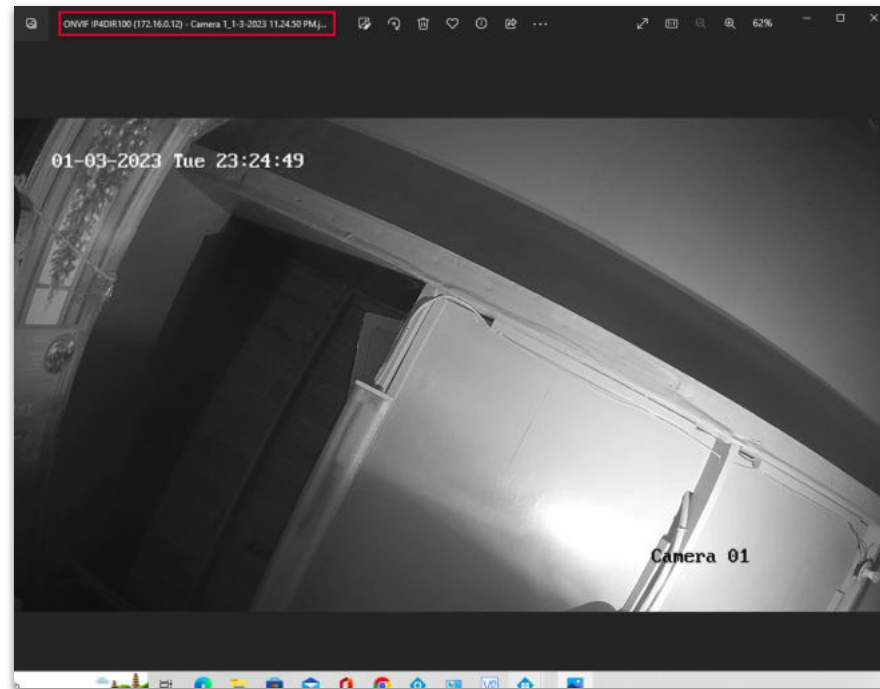 ONVIF IP4DIR100 (172.16.0.12) - Camera 1_1-3-2023 11.24.50 PM.j...
62%
01-03-2023 Tue 23:24:49
Camera 01